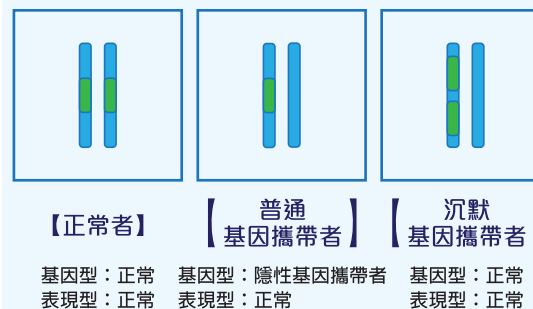 【正常者】
基因型：正常
表現型：正常
【普通
基因攜帶者】
基因型：隱性基因攜帶者
表現型：正常
【沉默
基因攜帶者
基因型：正常
表現型：正常